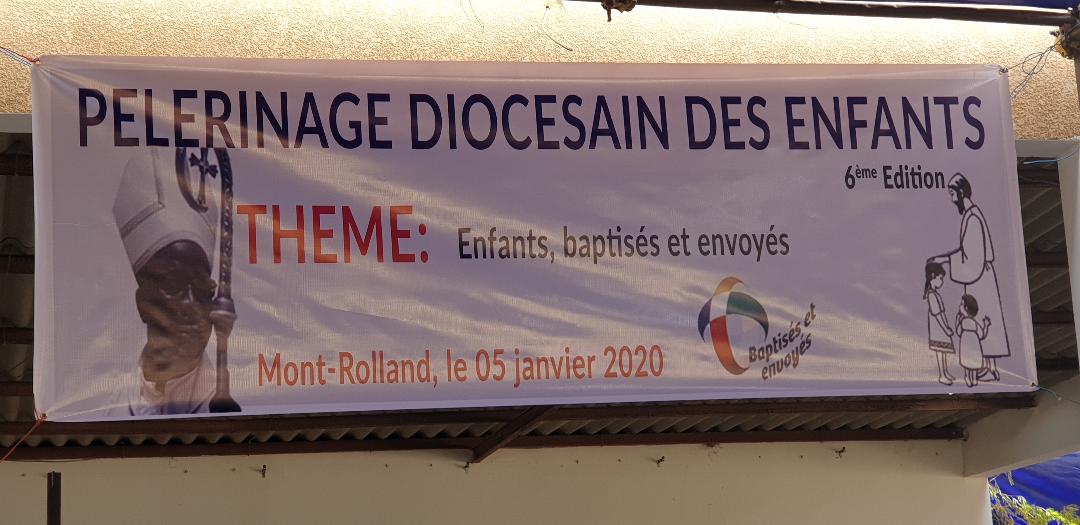 PELERINAGE DIOCESAIN DES ENFANTS
6ème Edition
THEME: Enfants, baptisés et envoyés
Baptisés et
envoyés
Mont-Rolland, le 05 janvier 2020